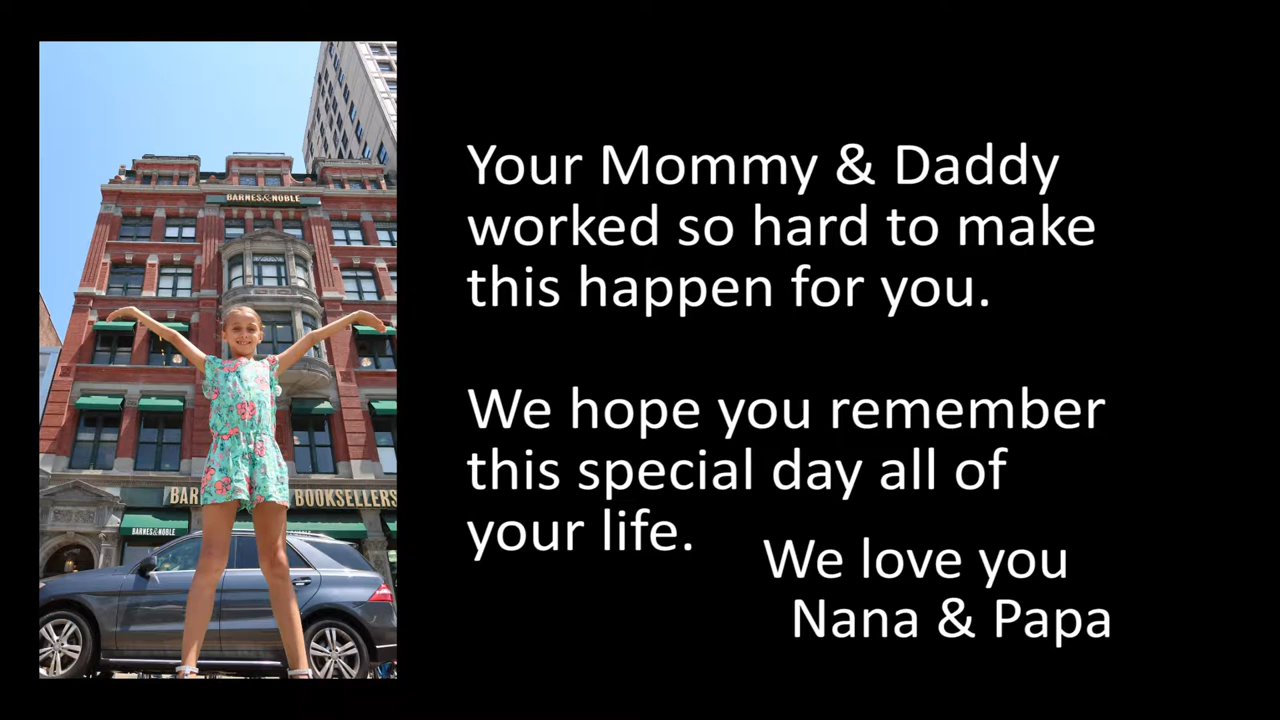 BARNES & NOBLE
BAR BOOKSELLERS
BARNES & NOBLE
Your Mommy & Daddy
worked so hard to make
this happen for you.
We hope you remember
this special day all of
your life.
We love you
Nana & Papa